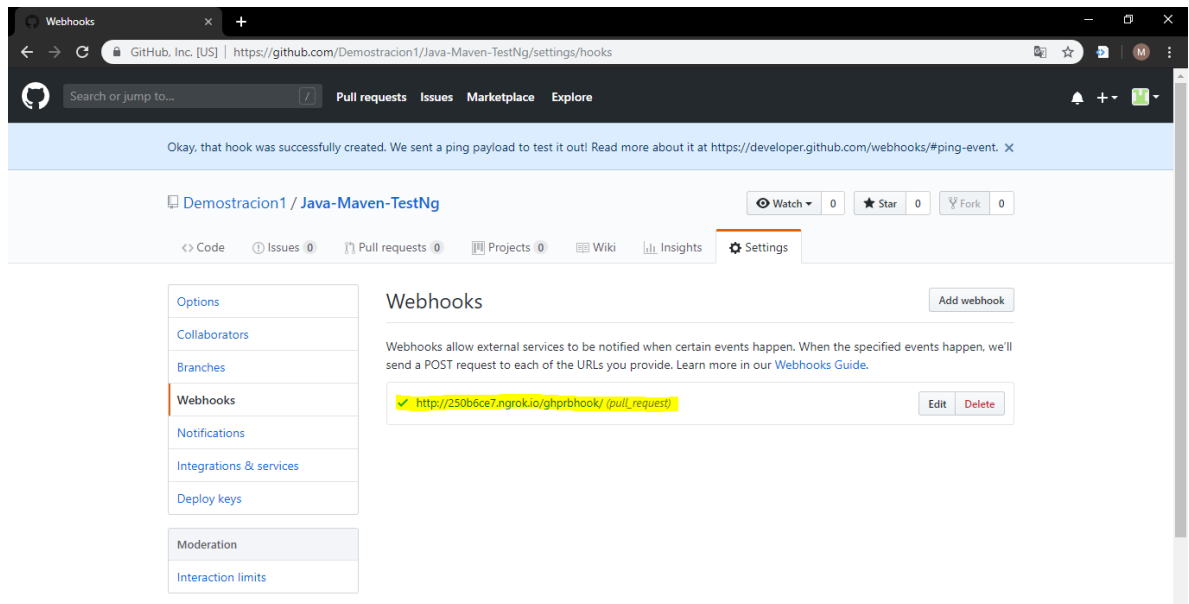 Webhooks
GitHub, Inc. [US] | https://github.com/Demostracion1/Java-Maven-TestNg/settings/hooks
M
Search or jump to... / Pull requests Issues Marketplace Explore
Okay, that hook was successfully created. We sent a ping payload to test it out! Read more about it at https://developer.github.com/webhooks/#ping-event.
Demostracion1 / Java-Maven-TestNg
Watch 0 Star 0 Fork 0
<> Code Issues 0 Pull requests 0 Projects 0 Wiki Insights Settings
Options
Collaborators
Branches
Webhooks
Notifications
Integrations & services
Deploy keys
Moderation
Interaction limits
Webhooks
Add webhook
Webhooks allow external services to be notified when certain events happen. When the specified events happen, we'll
send a POST request to each of the URLs you provide. Learn more in our Webhooks Guide.
http://250b6ce7.ngrok.io/ghprbhook/ (pull_request)
Edit Delete